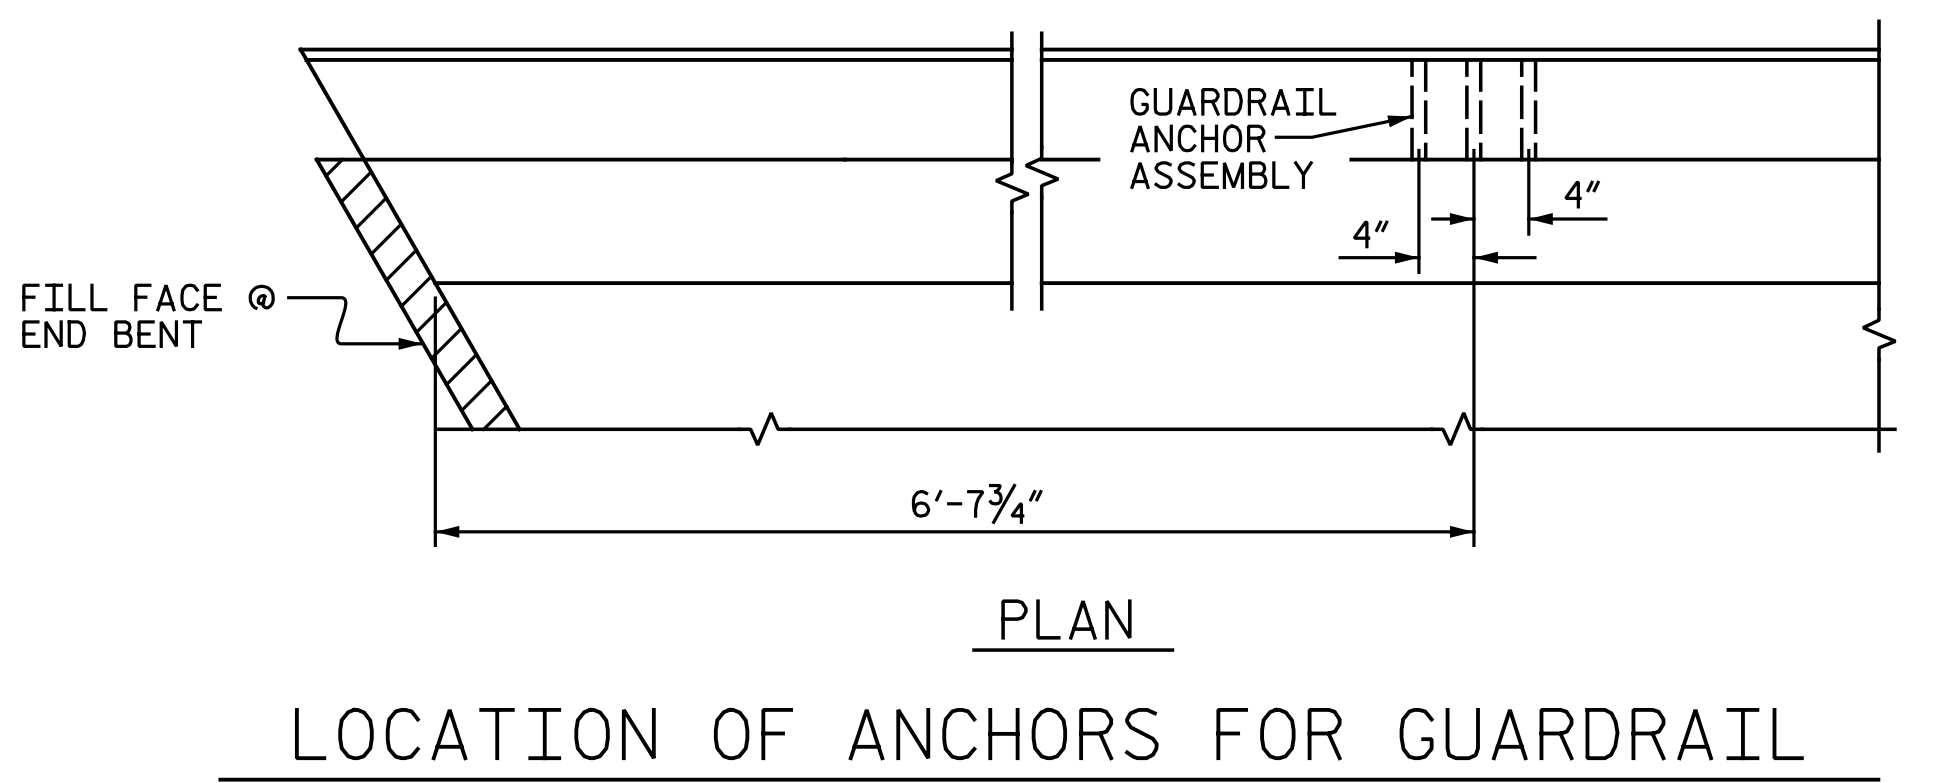 GUARDRAIL
ANCHOR
ASSEMBLY
4"
4"
FILL FACE @
END BENT
6'-7¾"
PLAN
LOCATION OF ANCHORS FOR GUARDRAIL